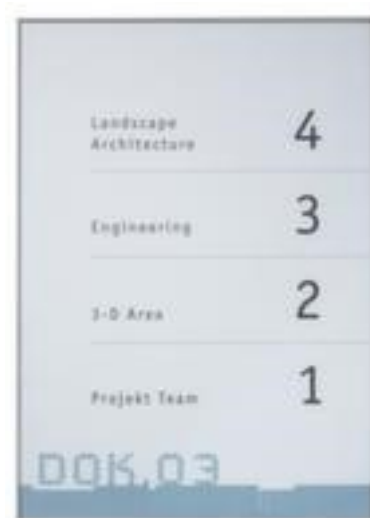 Landscape
Architecture 4
Engineering 3
3-D Area 2
Projekt Team 1
DOK.03